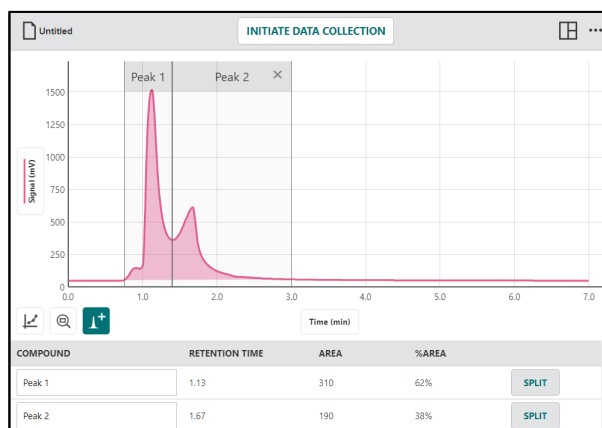 Untitled
INITIATE DATA COLLECTION
...
Peak 1 Peak 2 ×
1500
1250
1000
750
500
250
Signal (mV)
0.0 1.0 2.0 3.0 4.0 5.0 6.0 7.0
Time (min)
COMPOUND RETENTION TIME AREA %AREA
Peak 1 1.13 310 62% SPLIT
Peak 2 1.67 190 38% SPLIT